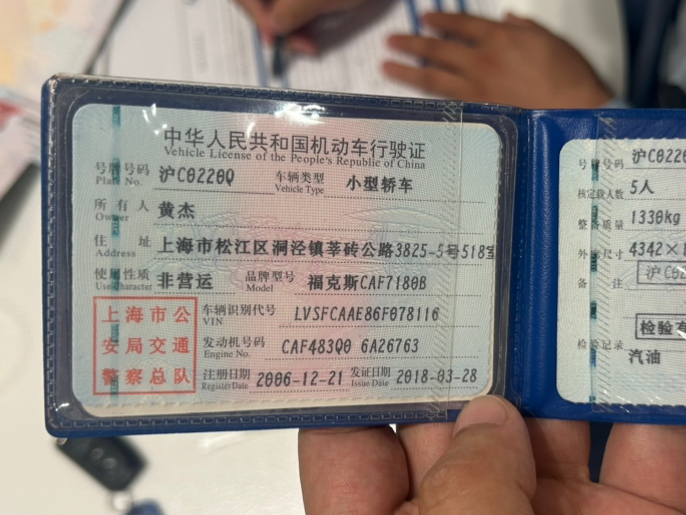 中华人民共和国机动车行驶证
Vehicle License of the People's Republic of China
号牌号码 沪C0220Q 车辆类型 小型轿车
Plate No. Vehicle Type
所有人 黄杰
Owner
住址 上海市松江区洞泾镇莘砖公路3825-5号518室
Address
使用性质 非营运 品牌型号 福克斯CAF7180B
Use Character Model
上海市公
安局交通
警察总队
车辆识别代号 LVSFCAAE86F078116
VIN
发动机号码 CAF483Q0 6A26763
Engine No.
注册日期 2006-12-21 发证日期 2018-03-28
Register Date Issue Date
号牌号码 沪C0220
核定载人数 5人
整备质量 1330kg
外廓尺寸 4342×1
备注 沪C0
检验有
检验记录
汽油